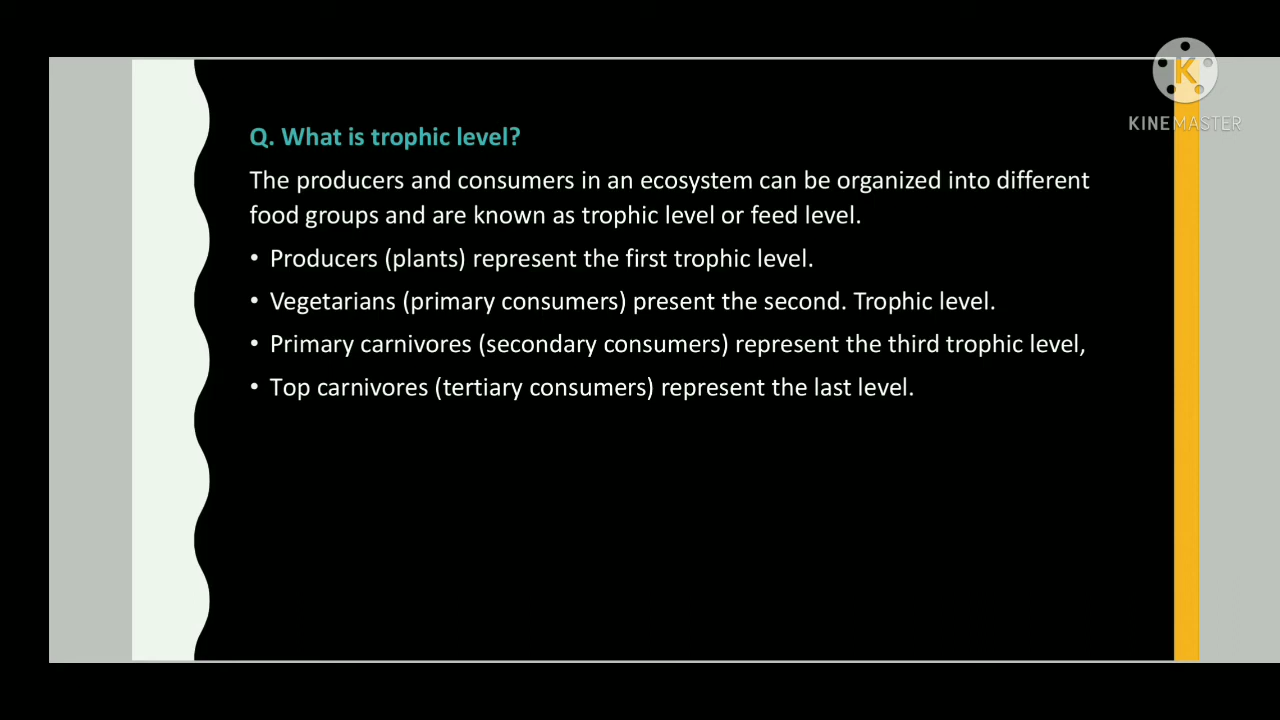 K
KINEMASTER
Q. What is trophic level?
The producers and consumers in an ecosystem can be organized into different
food groups and are known as trophic level or feed level.
• Producers (plants) represent the first trophic level.
• Vegetarians (primary consumers) present the second. Trophic level.
• Primary carnivores (secondary consumers) represent the third trophic level,
• Top carnivores (tertiary consumers) represent the last level.